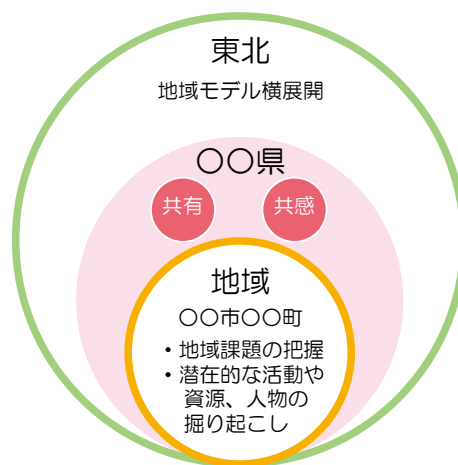 東北
地域モデル横展開
〇〇県
共有
共感
地域
〇〇市〇〇町
・地域課題の把握
・潜在的な活動や
資源、人物の
掘り起こし